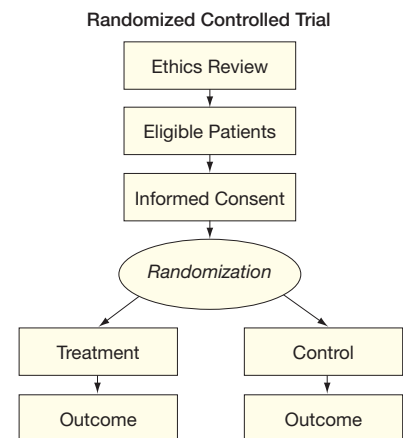 Randomized Controlled Trial
Ethics Review
Eligible Patients
Informed Consent
Randomization
Treatment
Control
Outcome
Outcome